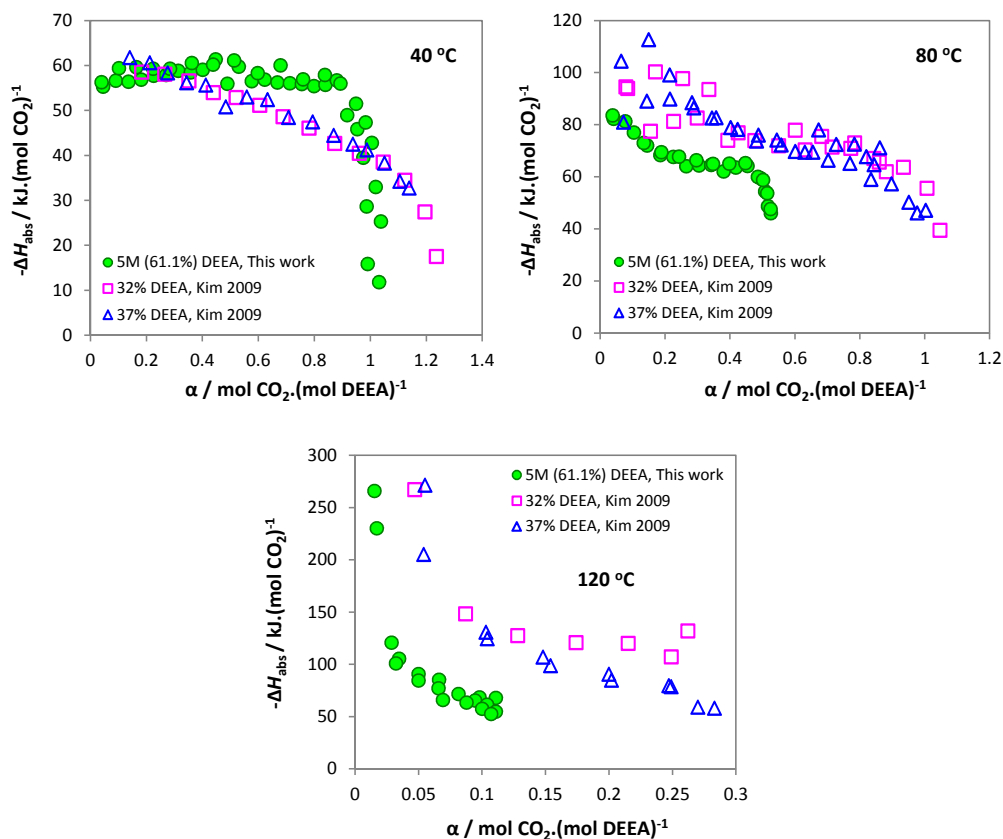 70
60
50
40
30
20
10
0
-ΔH_abs / kJ.(mol CO₂)⁻¹
40 ᵒC
5M (61.1%) DEEA, This work
32% DEEA, Kim 2009
37% DEEA, Kim 2009
0 0.2 0.4 0.6 0.8 1 1.2 1.4
α / mol CO₂.(mol DEEA)⁻¹
120
100
80
60
40
20
0
-ΔH_abs / kJ.(mol CO₂)⁻¹
80 ᵒC
5M (61.1%) DEEA, This work
32% DEEA, Kim 2009
37% DEEA, Kim 2009
0 0.2 0.4 0.6 0.8 1 1.2
α / mol CO₂.(mol DEEA)⁻¹
300
250
200
150
100
50
0
-ΔH_abs / kJ.(mol CO₂)⁻¹
5M (61.1%) DEEA, This work
32% DEEA, Kim 2009
37% DEEA, Kim 2009
120 ᵒC
0 0.05 0.1 0.15 0.2 0.25 0.3
α / mol CO₂.(mol DEEA)⁻¹